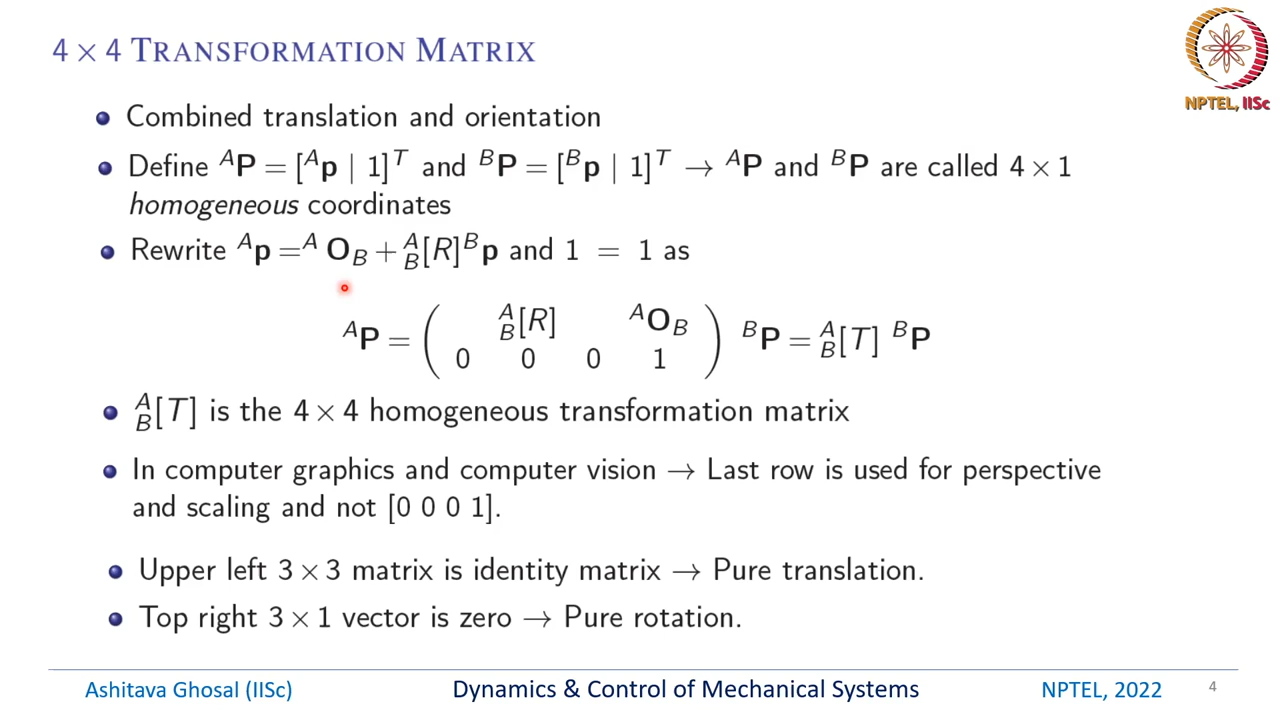 4 × 4 TRANSFORMATION MATRIX
NPTEL, IISc
Combined translation and orientation
Define ᴬP = [ᴬp | 1]ᵀ and ᴮP = [ᴮp | 1]ᵀ → ᴬP and ᴮP are called 4 × 1
homogeneous coordinates
Rewrite ᴬp =ᴬ O_B + ᴬ_B[R]ᴮp and 1 = 1 as
ᴬP = ( ᴬ_B[R] ᴬO_B ) ᴮP = ᴬ_B[T] ᴮP
0 0 0 1
ᴬ_B[T] is the 4 × 4 homogeneous transformation matrix
In computer graphics and computer vision → Last row is used for perspective
and scaling and not [0 0 0 1].
Upper left 3 × 3 matrix is identity matrix → Pure translation.
Top right 3 × 1 vector is zero → Pure rotation.
Ashitava Ghosal (IISc) Dynamics & Control of Mechanical Systems NPTEL, 2022 4